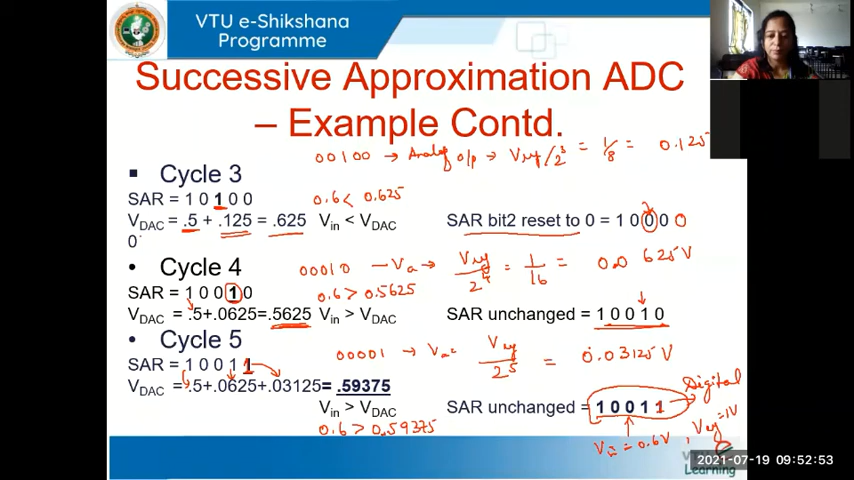 VTU e-Shikshana
Programme
Successive Approximation ADC
– Example Contd.
00100 → Analog o/p → Vref/2³ = 1/8 = 0.125
▪ Cycle 3
SAR = 1 0 1 0 0
0.6 < 0.625
VDAC = .5 + .125 = .625 Vin < VDAC SAR bit2 reset to 0 = 1 0 0 0 0
0
• Cycle 4
00010 → Va → Vref/2⁴ = 1/16 = 0.0625V
SAR = 1 0 0 1 0
0.6 > 0.5625
VDAC = .5+.0625=.5625 Vin > VDAC SAR unchanged = 1 0 0 1 0
• Cycle 5
00001 → Va = Vref/2⁵ = 0.03125V
SAR = 1 0 0 1 1
VDAC = .5+.0625+.03125= .59375
Digital
Vin > VDAC SAR unchanged = 1 0 0 1 1
0.6 > 0.59375
Vin = 0.6V, Vref=1V
2021-07-19 09:52:53
Learning